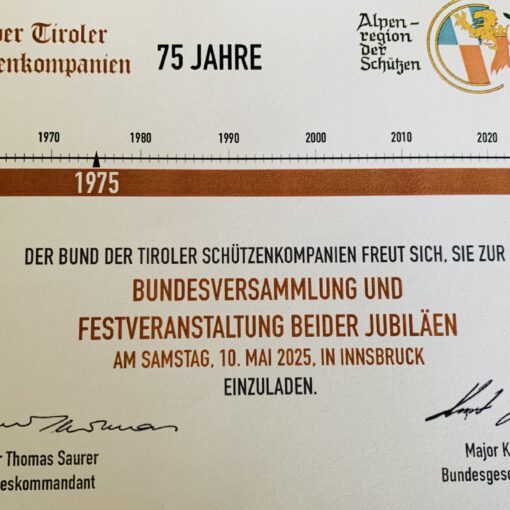 der Tiroler
enkompanien
75 JAHRE
Alpen-
region
der
Schützen
1970 1980 1990 2000 2010 2020
1975
DER BUND DER TIROLER SCHÜTZENKOMPANIEN FREUT SICH, SIE ZUR
BUNDESVERSAMMLUNG UND
FESTVERANSTALTUNG BEIDER JUBILÄEN
AM SAMSTAG, 10. MAI 2025, IN INNSBRUCK
EINZULADEN.
r Thomas Saurer
eskommandant
Major K
Bundesgesc